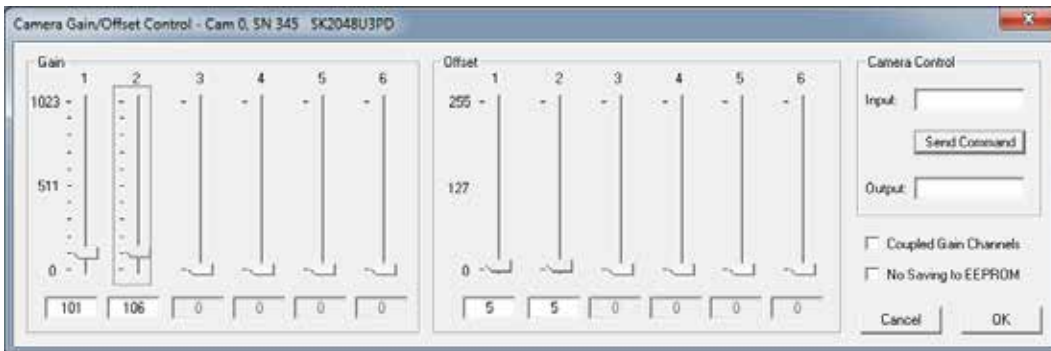 Camera Gain/Offset Control - Cam 0, SN 345 SK2048U3PD
Gain
1 2 3 4 5 6
1023
511
0
101 106 0 0 0 0
Offset
1 2 3 4 5 6
255
127
0
5 5 0 0 0 0
Camera Control
Input:
Send Command
Output:
Coupled Gain Channels
No Saving to EEPROM
Cancel OK